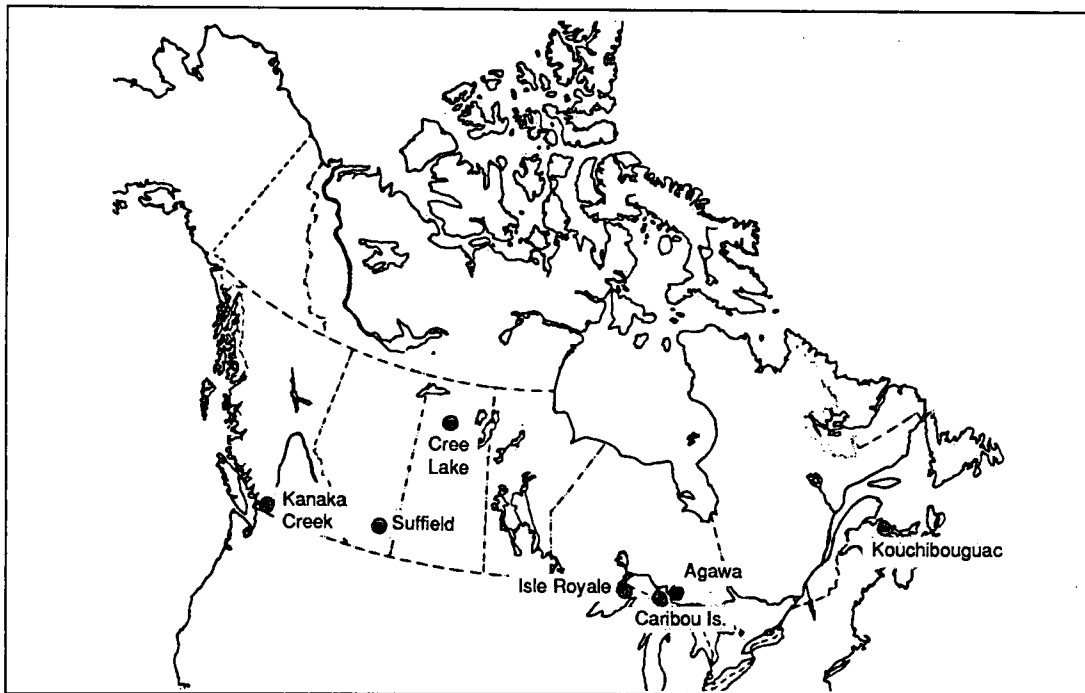 Cree
Lake
Kanaka
Creek
Suffield
Kouchibouguac
Isle Royale
Agawa
Caribou Is.